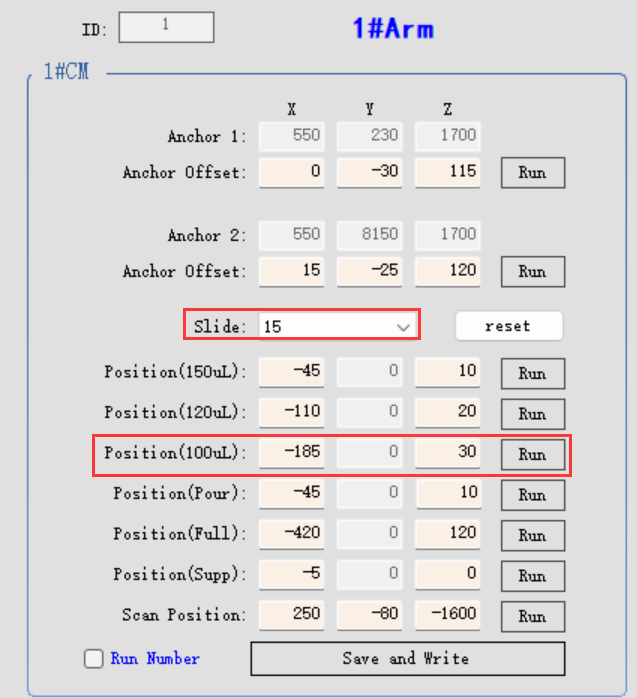 ID: 1 1#Arm
1#CM
X Y Z
Anchor 1: 550 230 1700
Anchor Offset: 0 -30 115 Run
Anchor 2: 550 8150 1700
Anchor Offset: 15 -25 120 Run
Slide: 15 reset
Position(150uL): -45 0 10 Run
Position(120uL): -110 0 20 Run
Position(100uL): -185 0 30 Run
Position(Pour): -45 0 10 Run
Position(Full): -420 0 120 Run
Position(Supp): -5 0 0 Run
Scan Position: 250 -80 -1600 Run
Run Number Save and Write